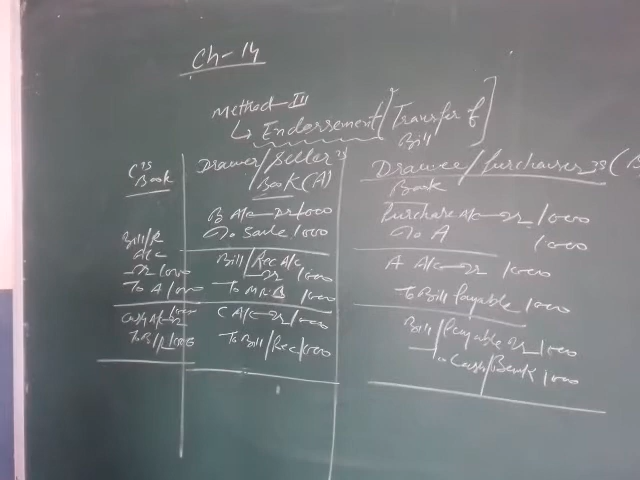 Ch-14
Method-III
↳ Endorsement [Transfer of
Bill]
C's
Book
Bill/R
A/c
Dr 1000
To A 1000
Cash A/c Dr 1000
To B/R 1000
Drawer/Seller's
Book (A)
B A/c Dr 1000
To Sale 1000
Bill/Rec A/c
Dr 1000
To Mr. B 1000
C A/c Dr 1000
To Bill/Rec 1000
Drawee/Purchauser's (B
Book
Purchase A/c Dr 1000
To A 1000
A A/c Dr 1000
To Bill Payable 1000
Bill/Payable Dr 1000
To Cash/Bank 1000